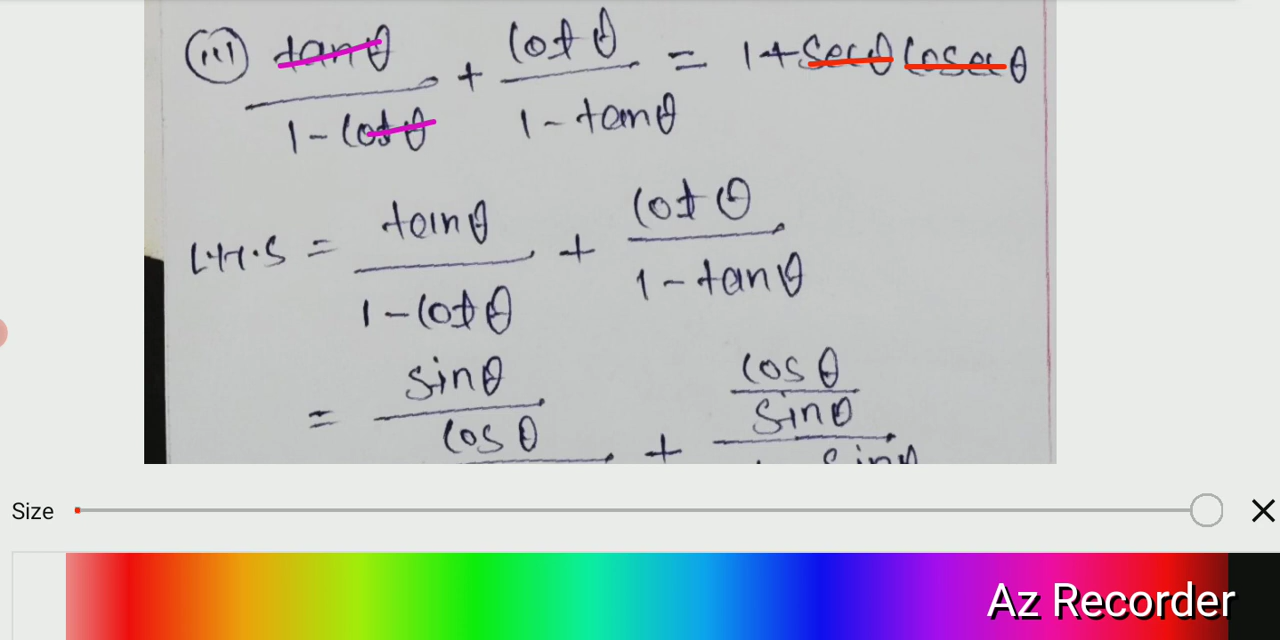 (iii) tanθ / 1 - cotθ + cotθ / 1 - tanθ = 1 + secθ cosecθ
L.H.S = tanθ / 1 - cotθ + cotθ / 1 - tanθ
= sinθ / cosθ + cosθ / sinθ
sinθ
Size
Az Recorder